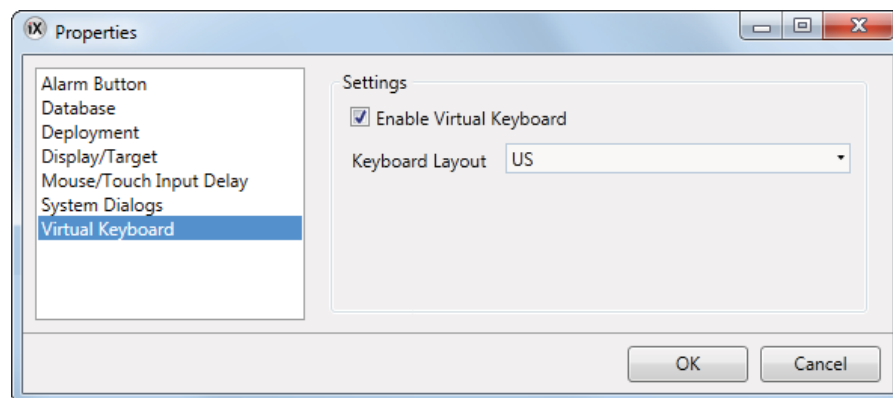 iX Properties
Alarm Button
Database
Deployment
Display/Target
Mouse/Touch Input Delay
System Dialogs
Virtual Keyboard
Settings
Enable Virtual Keyboard
Keyboard Layout US
OK Cancel